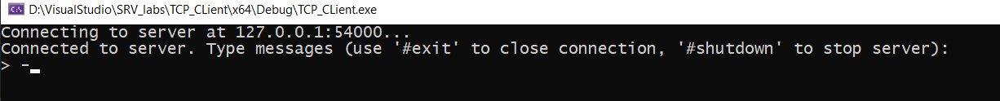 D:\VisualStudio\SRV_labs\TCP_CLient\x64\Debug\TCP_CLient.exe
Connecting to server at 127.0.0.1:54000...
Connected to server. Type messages (use '#exit' to close connection, '#shutdown' to stop server):
> -